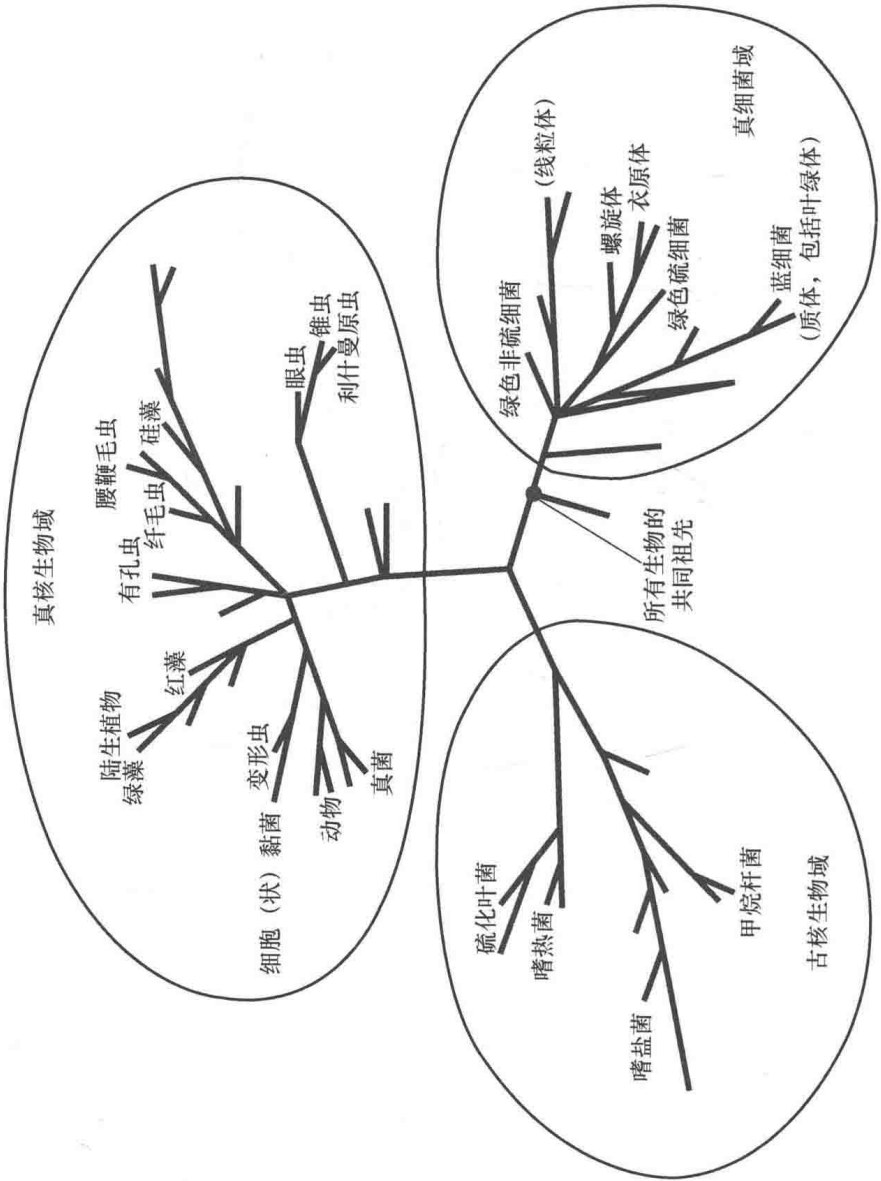 真核生物域
陆生植物
绿藻
红藻
有孔虫
腰鞭毛虫
纤毛虫
硅藻
眼虫
锥虫
利什曼原虫
变形虫
细胞（状）黏菌
动物
真菌
真细菌域
绿色非硫细菌
（线粒体）
螺旋体
衣原体
绿色硫细菌
蓝细菌
（质体，包括叶绿体）
所有生物的
共同祖先
古核生物域
硫化叶菌
嗜热菌
嗜盐菌
甲烷杆菌